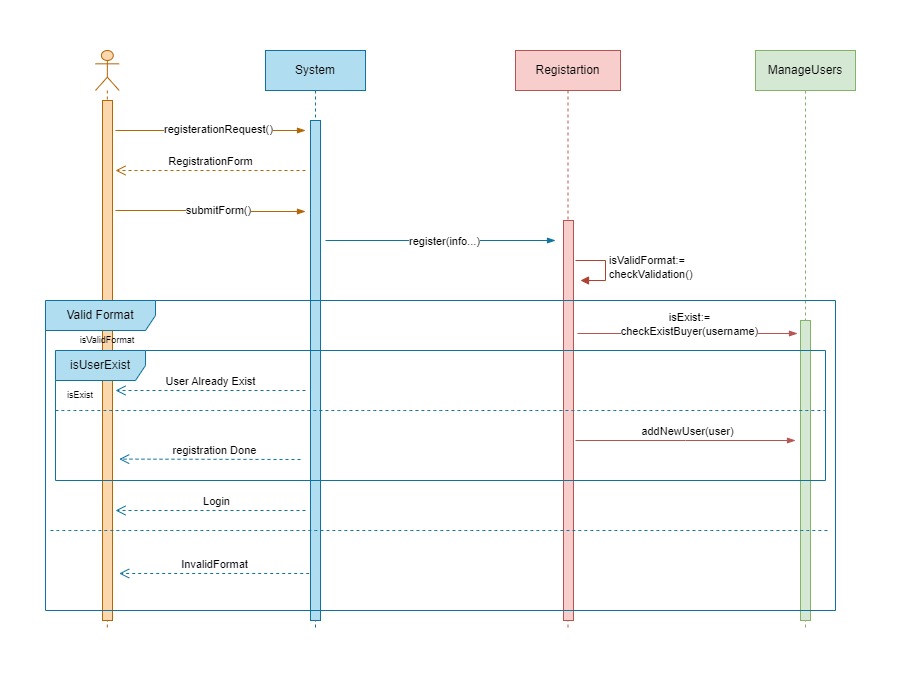 System
Registartion
ManageUsers
registerationRequest()
RegistrationForm
submitForm()
register(info...)
isValidFormat:=
checkValidation()
Valid Format
isExist:=
checkExistBuyer(username)
isValidFormat
isUserExist
User Already Exist
isExist
addNewUser(user)
registration Done
Login
InvalidFormat